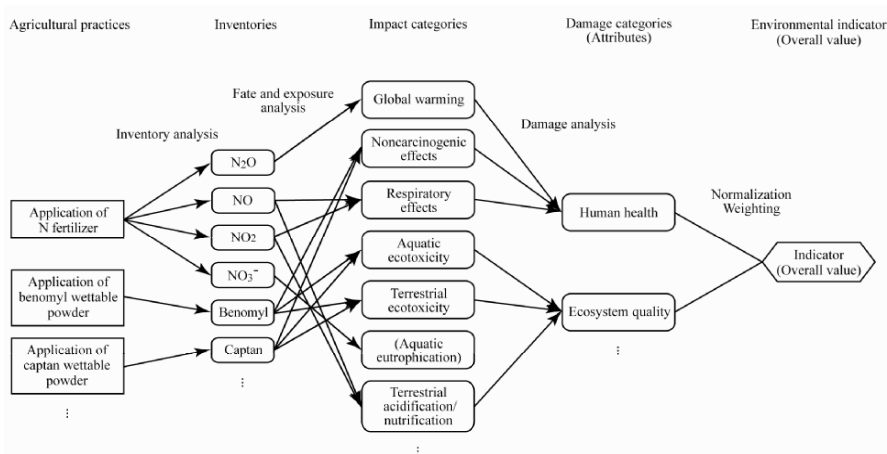 Agricultural practices
Inventories
Impact categories
Damage categories
(Attributes)
Environmental indicator
(Overall value)
Fate and exposure
analysis
Inventory analysis
Damage analysis
Normalization
Weighting
Application of
N fertilizer
Application of
benomyl wettable
powder
Application of
captan wettable
powder
⋮
N2O
NO
NO2
NO3⁻
Benomyl
Captan
⋮
Global warming
Noncarcinogenic
effects
Respiratory
effects
Aquatic
ecotoxicity
Terrestrial
ecotoxicity
(Aquatic
eutrophication)
Terrestrial
acidification/
nutrification
⋮
Human health
Ecosystem quality
⋮
Indicator
(Overall value)